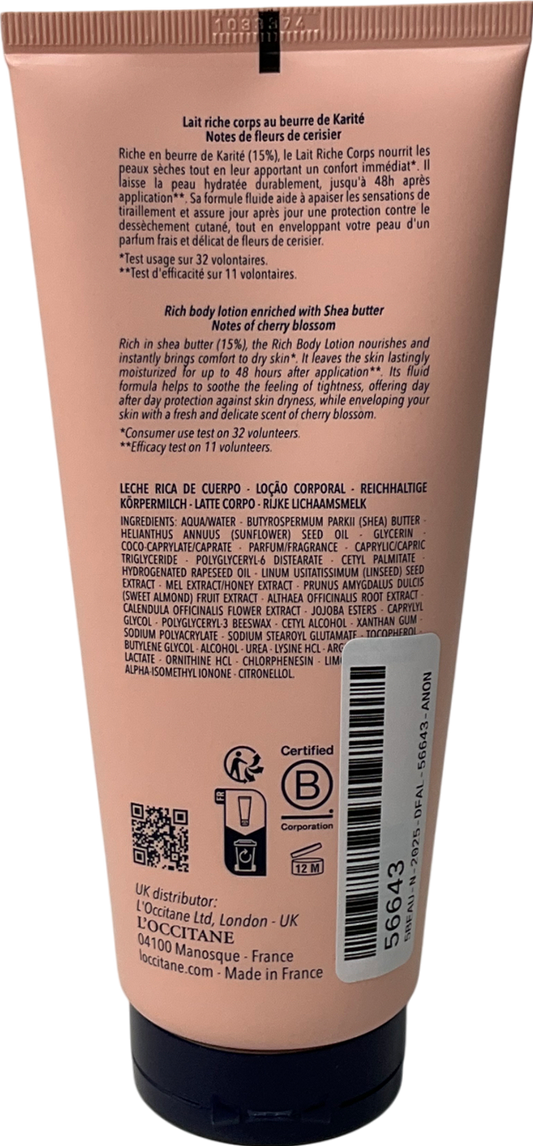 1038374
Lait riche corps au beurre de Karité
Notes de fleurs de cerisier
Riche en beurre de Karité (15%), le Lait Riche Corps nourrit les
peaux sèches tout en leur apportant un confort immédiat*. Il
laisse la peau hydratée durablement, jusqu'à 48h après
application**. Sa formule fluide aide à apaiser les sensations de
tiraillement et assure jour après jour une protection contre le
dessèchement cutané, tout en enveloppant votre peau d'un
parfum frais et délicat de fleurs de cerisier.
*Test usage sur 32 volontaires.
**Test d'efficacité sur 11 volontaires.
Rich body lotion enriched with Shea butter
Notes of cherry blossom
Rich in shea butter (15%), the Rich Body Lotion nourishes and
instantly brings comfort to dry skin*. It leaves the skin lastingly
moisturized for up to 48 hours after application**. Its fluid
formula helps to soothe the feeling of tightness, offering day
after day protection against skin dryness, while enveloping your
skin with a fresh and delicate scent of cherry blossom.
*Consumer use test on 32 volunteers.
**Efficacy test on 11 volunteers.
LECHE RICA DE CUERPO - LOÇÃO CORPORAL - REICHHALTIGE
KÖRPERMILCH - LATTE CORPO - RIJKE LICHAAMSMELK
INGREDIENTS: AQUA/WATER - BUTYROSPERMUM PARKII (SHEA) BUTTER -
HELIANTHUS ANNUUS (SUNFLOWER) SEED OIL - GLYCERIN -
COCO-CAPRYLATE/CAPRATE - PARFUM/FRAGRANCE - CAPRYLIC/CAPRIC
TRIGLYCERIDE - POLYGLYCERYL-6 DISTEARATE - CETYL PALMITATE -
HYDROGENATED RAPESEED OIL - LINUM USITATISSIMUM (LINSEED) SEED
EXTRACT - MEL EXTRACT/HONEY EXTRACT - PRUNUS AMYGDALUS DULCIS
(SWEET ALMOND) FRUIT EXTRACT - ALTHAEA OFFICINALIS ROOT EXTRACT -
CALENDULA OFFICINALIS FLOWER EXTRACT - JOJOBA ESTERS - CAPRYLYL
GLYCOL - POLYGLYCERYL-3 BEESWAX - CETYL ALCOHOL - XANTHAN GUM -
SODIUM POLYACRYLATE - SODIUM STEAROYL GLUTAMATE - TOCOPHEROL -
BUTYLENE GLYCOL - ALCOHOL - UREA - LYSINE HCL -
LACTATE - ORNITHINE HCL - CHLORPHENESIN -
ALPHA-ISOMETHYL IONONE - CITRONELLOL.
Certified
B
Corporation
FR
12 M
UK distributor:
L'Occitane Ltd, London - UK
L'OCCITANE
04100 Manosque - France
loccitane.com - Made in France
56643